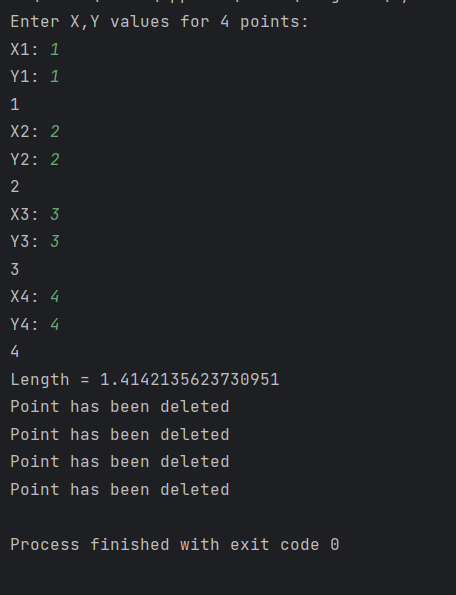 Enter X,Y values for 4 points:
X1: 1
Y1: 1
1
X2: 2
Y2: 2
2
X3: 3
Y3: 3
3
X4: 4
Y4: 4
4
Length = 1.4142135623730951
Point has been deleted
Point has been deleted
Point has been deleted
Point has been deleted
Process finished with exit code 0